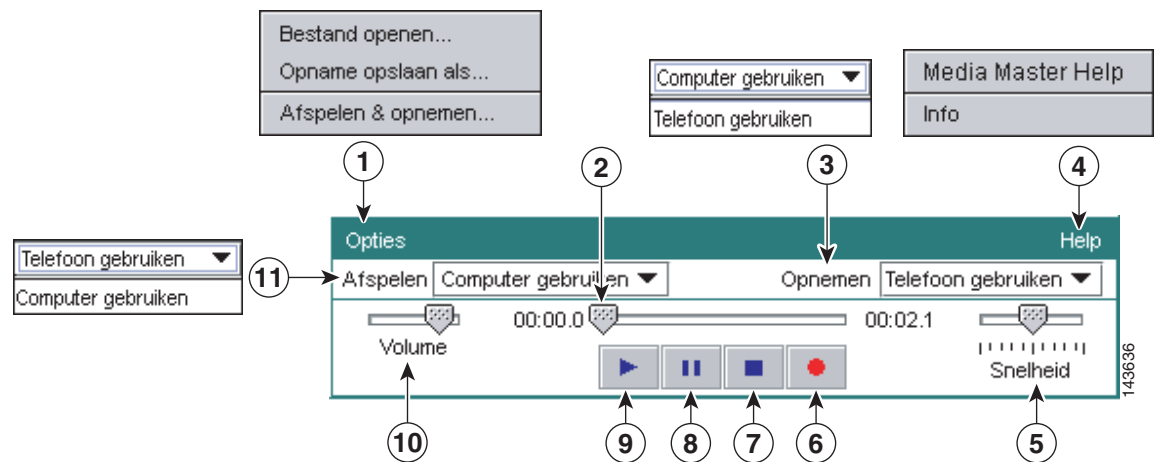 Bestand openen...
Opname opslaan als...
Afspelen & opnemen...
Computer gebruiken
Telefoon gebruiken
Media Master Help
Info
1
2
3
4
Opties
Help
Telefoon gebruiken
Computer gebruiken
11
Afspelen
Computer gebruiken
Opnemen
Telefoon gebruiken
00:00.0
00:02.1
Volume
Snelheid
143636
10
9
8
7
6
5